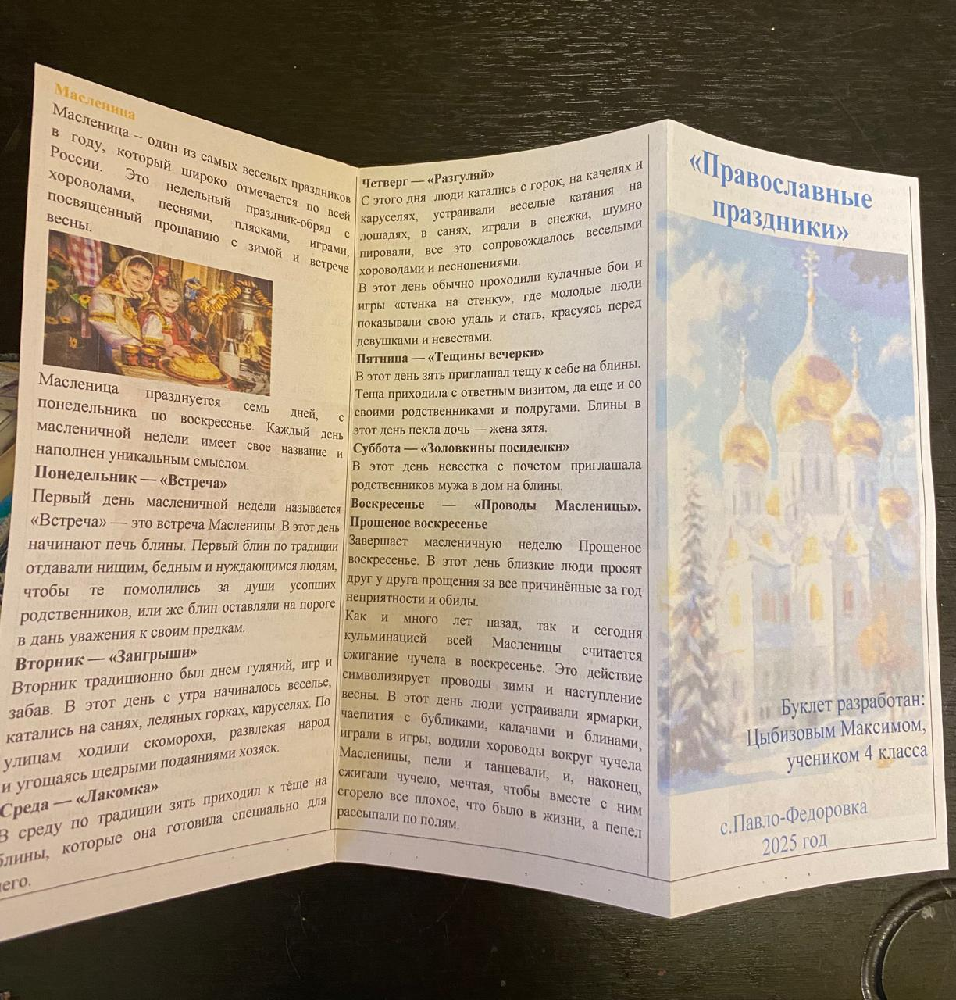 Масленица
Масленица – один из самых веселых праздников
в году, который широко отмечается по всей
России. Это недельный праздник-обряд с
хороводами, песнями, плясками, играми,
посвященный прощанию с зимой и встрече
весны.
Масленица празднуется семь дней, с
понедельника по воскресенье. Каждый день
масленичной недели имеет свое название и
наполнен уникальным смыслом.
Понедельник — «Встреча»
Первый день масленичной недели называется
«Встреча» — это встреча Масленицы. В этот день
начинают печь блины. Первый блин по традиции
отдавали нищим, бедным и нуждающимся людям,
чтобы те помолились за души усопших
родственников, или же блин оставляли на пороге
в дань уважения к своим предкам.
Вторник — «Заигрыши»
Вторник традиционно был днем гуляний, игр и
забав. В этот день с утра начиналось веселье,
катались на санях, ледяных горках, каруселях. По
улицам ходили скоморохи, развлекая народ
и угощаясь щедрыми подаяниями хозяек.
Среда — «Лакомка»
В среду по традиции зять приходил к тёще на
блины, которые она готовила специально для
него.
Четверг — «Разгуляй»
С этого дня люди катались с горок, на качелях и
каруселях, устраивали веселые катания на
лошадях, в санях, играли в снежки, шумно
пировали, все это сопровождалось веселыми
хороводами и песнопениями.
В этот день обычно проходили кулачные бои и
игры «стенка на стенку», где молодые люди
показывали свою удаль и стать, красуясь перед
девушками и невестами.
Пятница — «Тещины вечерки»
В этот день зять приглашал тещу к себе на блины.
Теща приходила с ответным визитом, да еще и со
своими родственниками и подругами. Блины в
этот день пекла дочь — жена зятя.
Суббота — «Золовкины посиделки»
В этот день невестка с почетом приглашала
родственников мужа в дом на блины.
Воскресенье — «Проводы Масленицы».
Прощеное воскресенье
Завершает масленичную неделю Прощеное
воскресенье. В этот день близкие люди просят
друг у друга прощения за все причинённые за год
неприятности и обиды.
Как и много лет назад, так и сегодня
кульминацией всей Масленицы считается
сжигание чучела в воскресенье. Это действие
символизирует проводы зимы и наступление
весны. В этот день люди устраивали ярмарки,
чаепития с бубликами, калачами и блинами,
играли в игры, водили хороводы вокруг чучела
Масленицы, пели и танцевали, и, наконец,
сжигали чучело, мечтая, чтобы вместе с ним
сгорело все плохое, что было в жизни, а пепел
рассыпали по полям.
«Православные
праздники»
Буклет разработан:
Цыбизовым Максимом,
учеником 4 класса
с.Павло-Федоровка
2025 год